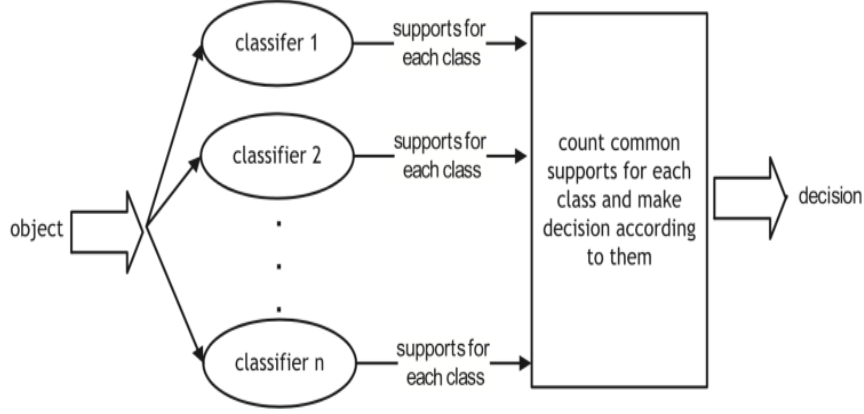 object
classifer 1
supports for
each class
classifier 2
supports for
each class
classifier n
supports for
each class
count common
supports for each
class and make
decision according
to them
decision